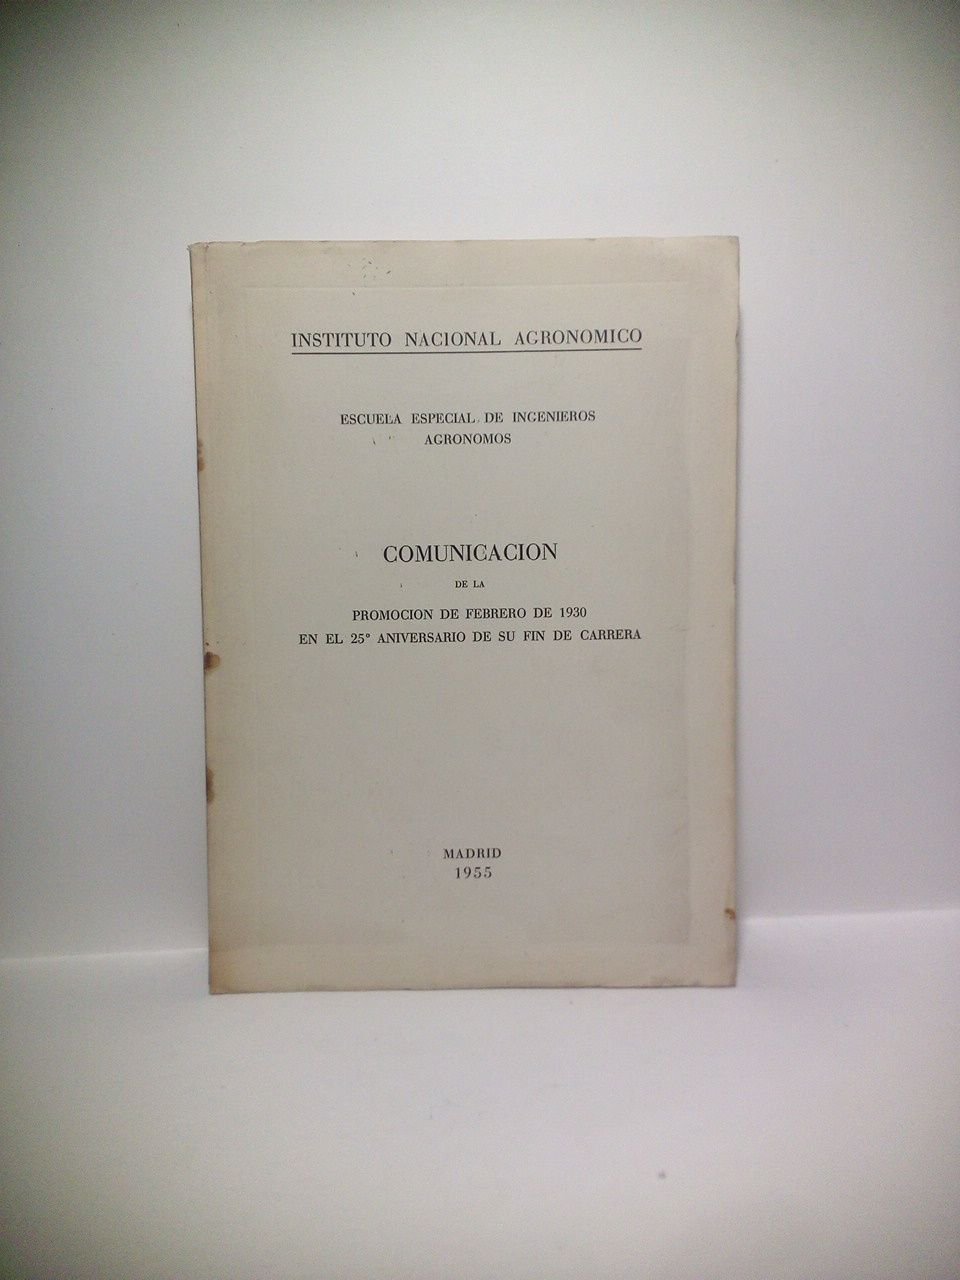 INSTITUTO NACIONAL AGRONOMICO
ESCUELA ESPECIAL DE INGENIEROS
AGRONOMOS
COMUNICACION
DE LA
PROMOCION DE FEBRERO DE 1930
EN EL 25º ANIVERSARIO DE SU FIN DE CARRERA
MADRID
1955